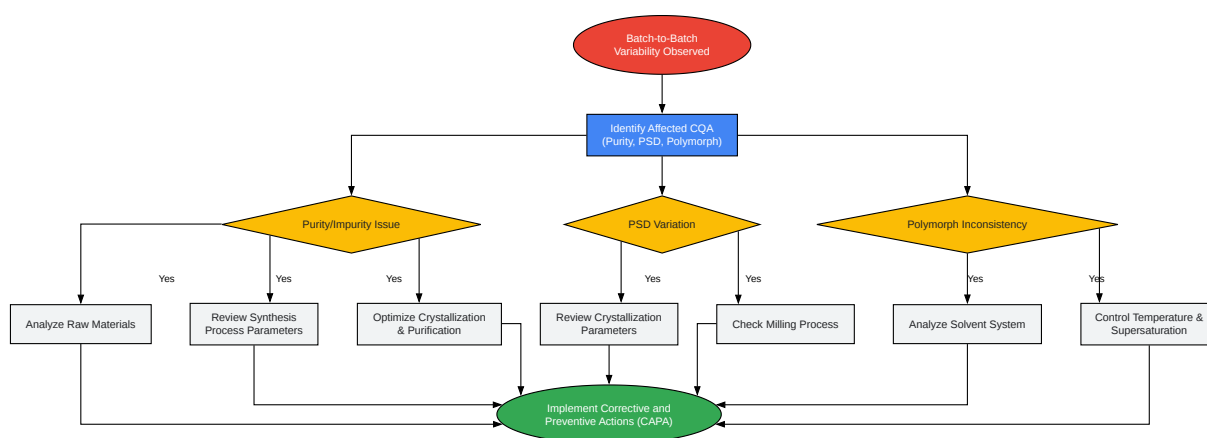 Batch-to-Batch
Variability Observed
Identify Affected CQA
(Purity, PSD, Polymorph)
Purity/Impurity Issue
PSD Variation
Polymorph Inconsistency
Yes
Yes
Yes
Yes
Yes
Yes
Yes
Analyze Raw Materials
Review Synthesis
Process Parameters
Optimize Crystallization
& Purification
Review Crystallization
Parameters
Check Milling Process
Analyze Solvent System
Control Temperature &
Supersaturation
Implement Corrective and
Preventive Actions (CAPA)